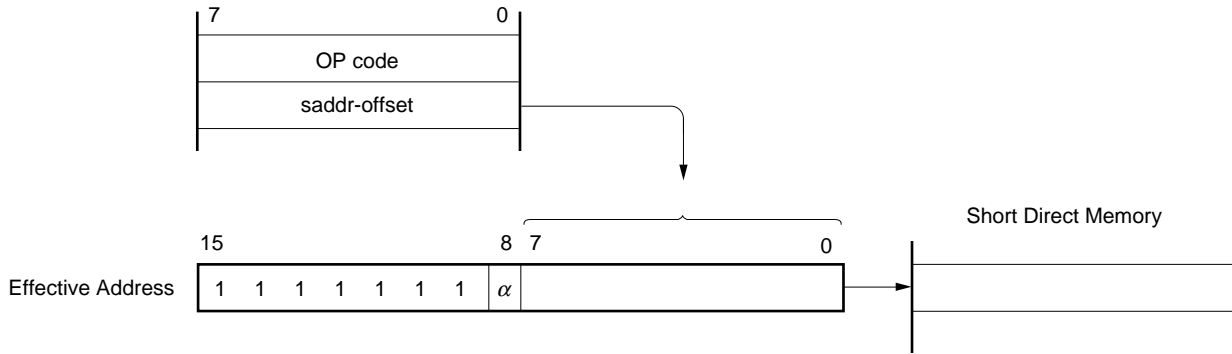 7 0
OP code
saddr-offset
Short Direct Memory
15 8 7 0
Effective Address 1 1 1 1 1 1 1 α